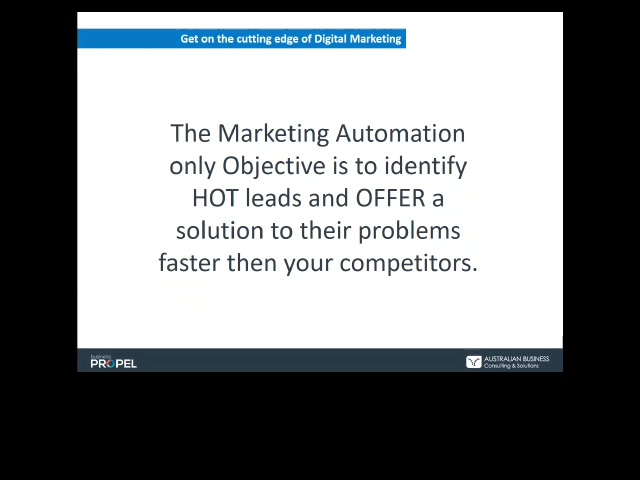 Get on the cutting edge of Digital Marketing
The Marketing Automation
only Objective is to identify
HOT leads and OFFER a
solution to their problems
faster then your competitors.
business
PROPEL
AUSTRALIAN BUSINESS
Consulting & Solutions